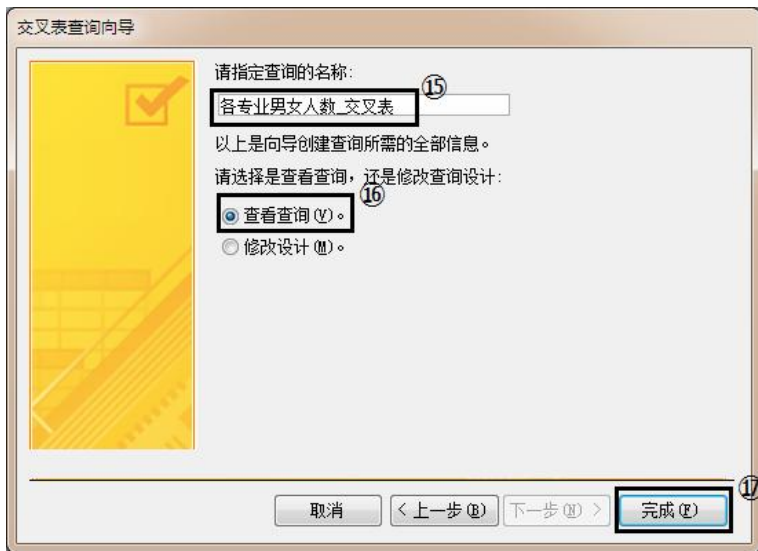 交叉表查询向导
请指定查询的名称:
⑮
各专业男女人数_交叉表
以上是向导创建查询所需的全部信息。
请选择是查看查询，还是修改查询设计:
⑯
查看查询(V)。
修改设计(M)。
⑰
取消 < 上一步(B) 下一步(N) > 完成(F)